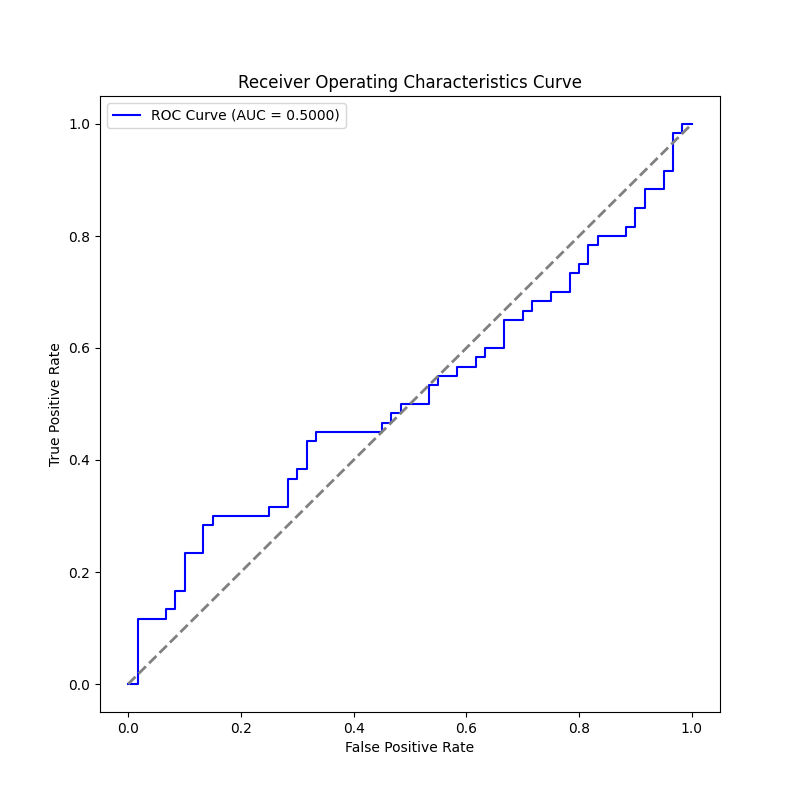 Receiver Operating Characteristics Curve
ROC Curve (AUC = 0.5000)
1.0
0.8
0.6
0.4
0.2
0.0
True Positive Rate
0.0 0.2 0.4 0.6 0.8 1.0
False Positive Rate